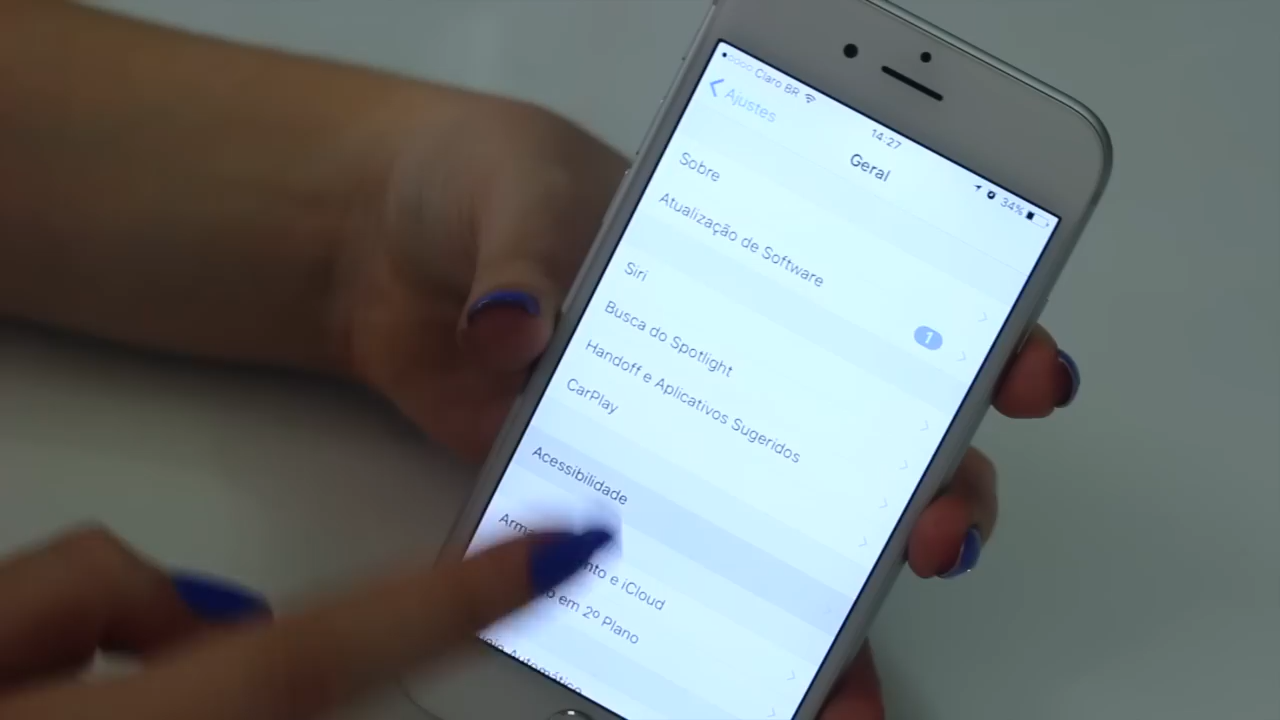 Claro BR
14:27
34%
Ajustes
Geral
Sobre
Atualização de Software
1
Siri
Busca do Spotlight
Handoff e Aplicativos Sugeridos
CarPlay
Acessibilidade
e iCloud
em 2º Plano
Automático